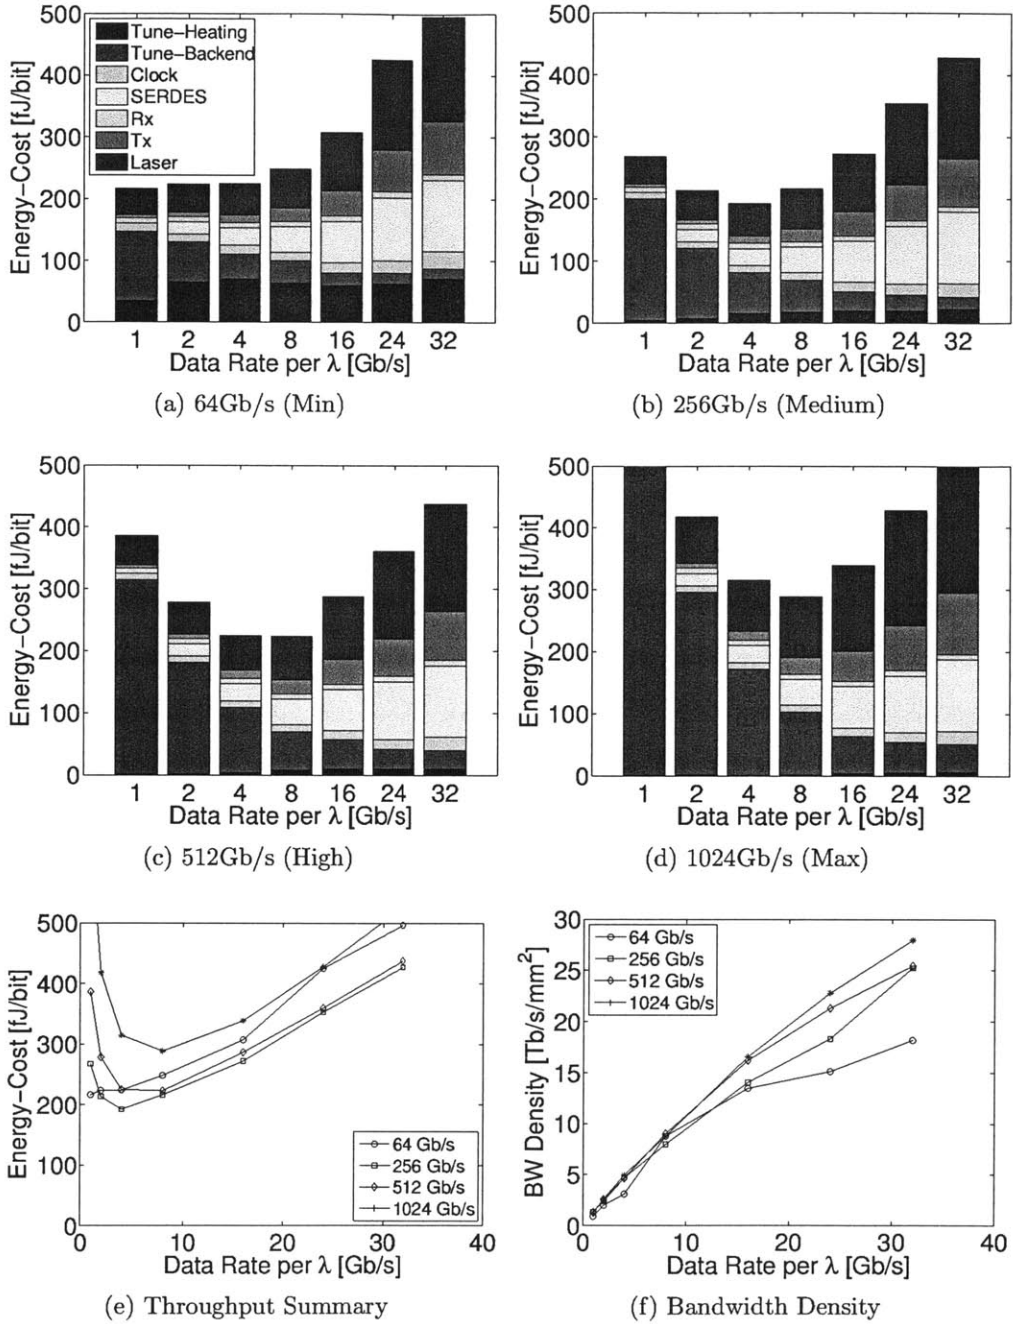 Energy-Cost [fJ/bit]
500
400
300
200
100
0
Tune-Heating
Tune-Backend
Clock
SERDES
Rx
Tx
Laser
1 2 4 8 16 24 32
Data Rate per λ [Gb/s]
(a) 64Gb/s (Min)
Energy-Cost [fJ/bit]
500
400
300
200
100
0
1 2 4 8 16 24 32
Data Rate per λ [Gb/s]
(b) 256Gb/s (Medium)
Energy-Cost [fJ/bit]
500
400
300
200
100
0
1 2 4 8 16 24 32
Data Rate per λ [Gb/s]
(c) 512Gb/s (High)
Energy-Cost [fJ/bit]
500
400
300
200
100
0
1 2 4 8 16 24 32
Data Rate per λ [Gb/s]
(d) 1024Gb/s (Max)
Energy-Cost [fJ/bit]
500
400
300
200
100
0
64 Gb/s
256 Gb/s
512 Gb/s
1024 Gb/s
0 10 20 30 40
Data Rate per λ [Gb/s]
(e) Throughput Summary
BW Density [Tb/s/mm²]
30
25
20
15
10
5
0
64 Gb/s
256 Gb/s
512 Gb/s
1024 Gb/s
0 10 20 30 40
Data Rate per λ [Gb/s]
(f) Bandwidth Density